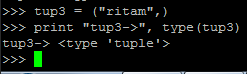 >>> tup3 = ("ritam",)
>>> print "tup3->", type(tup3)
tup3-> <type 'tuple'>
>>>